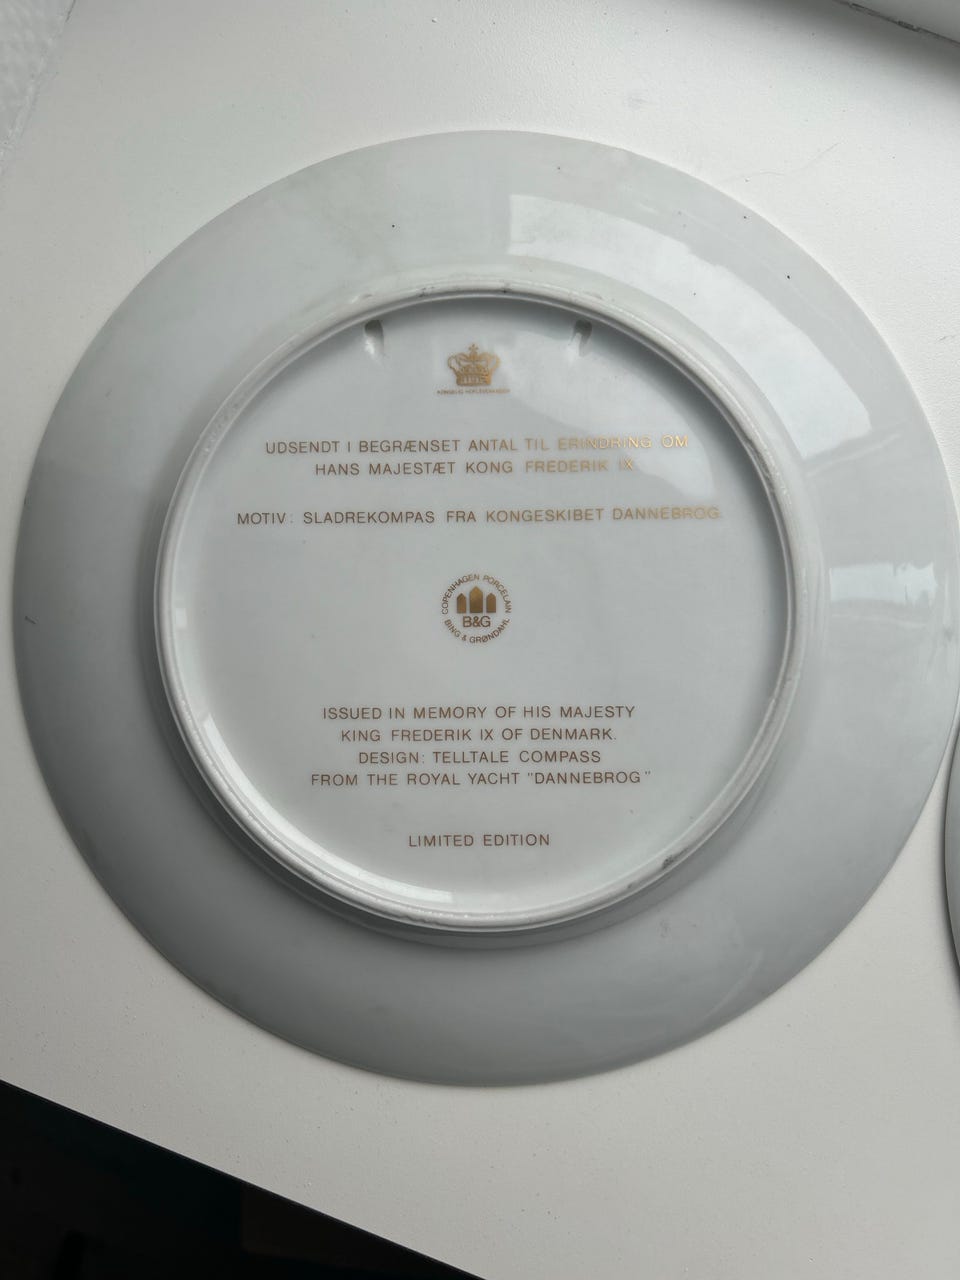 KONGELIG HOFLEVERANDØR
UDSENDT I BEGRÆNSET ANTAL TIL ERINDRING OM
HANS MAJESTÆT KONG FREDERIK IX
MOTIV: SLADREKOMPAS FRA KONGESKIBET DANNEBROG.
COPENHAGEN PORCELAIN
B&G
BING & GRØNDAHL
ISSUED IN MEMORY OF HIS MAJESTY
KING FREDERIK IX OF DENMARK.
DESIGN: TELLTALE COMPASS
FROM THE ROYAL YACHT "DANNEBROG"
LIMITED EDITION